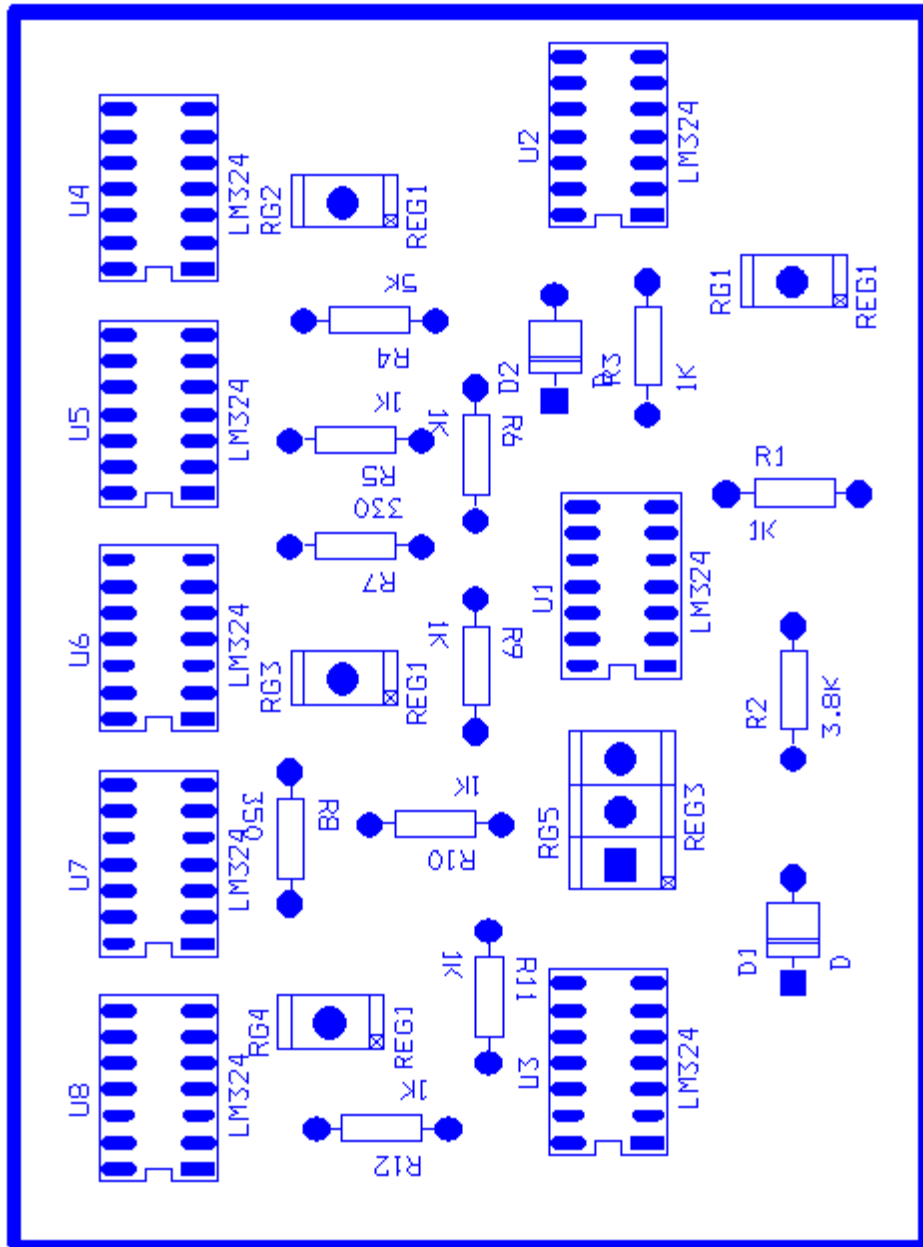 U2
LM324
U4
LM324
RG2
REG1
RG1
REG1
5K
R4
D2
D
R3
1K
U5
LM324
1K
R5
1K
R6
R1
1K
330
R7
U1
LM324
U6
LM324
RG3
REG1
1K
R9
R2
3.8K
U7
LM324
350
R8
1K
R10
RG5
REG3
D1
D
1K
R11
U8
LM324
RG4
REG1
U3
LM324
1K
R12